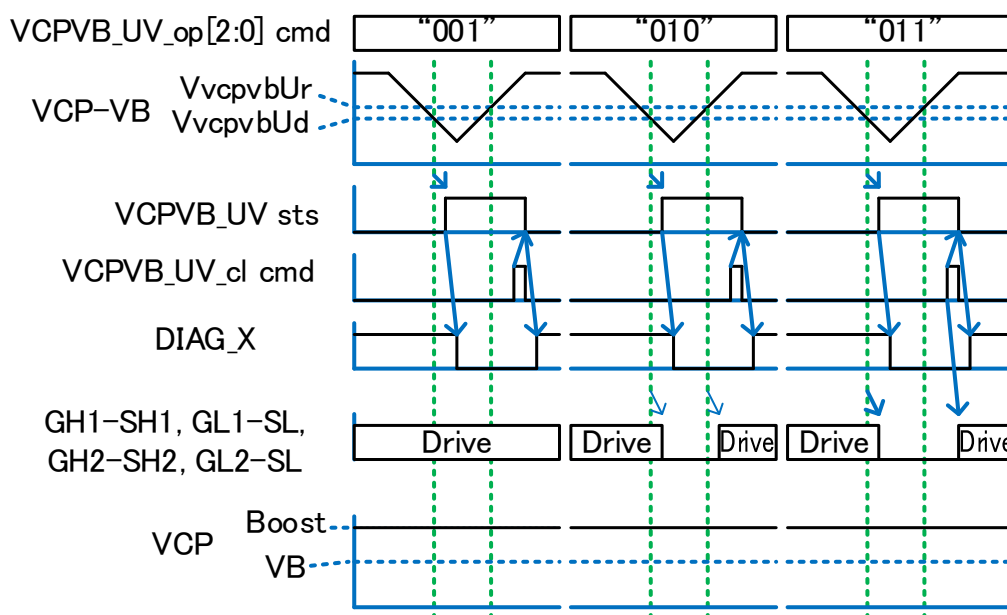 VCPVB_UV_op[2:0] cmd
“001”
“010”
“011”
VvcpvbUr
VCP-VB
VvcpvbUd
VCPVB_UV sts
VCPVB_UV_cl cmd
DIAG_X
GH1-SH1, GL1-SL,
GH2-SH2, GL2-SL
Drive
Drive
Drive
Drive
Drive
Boost
VCP
VB